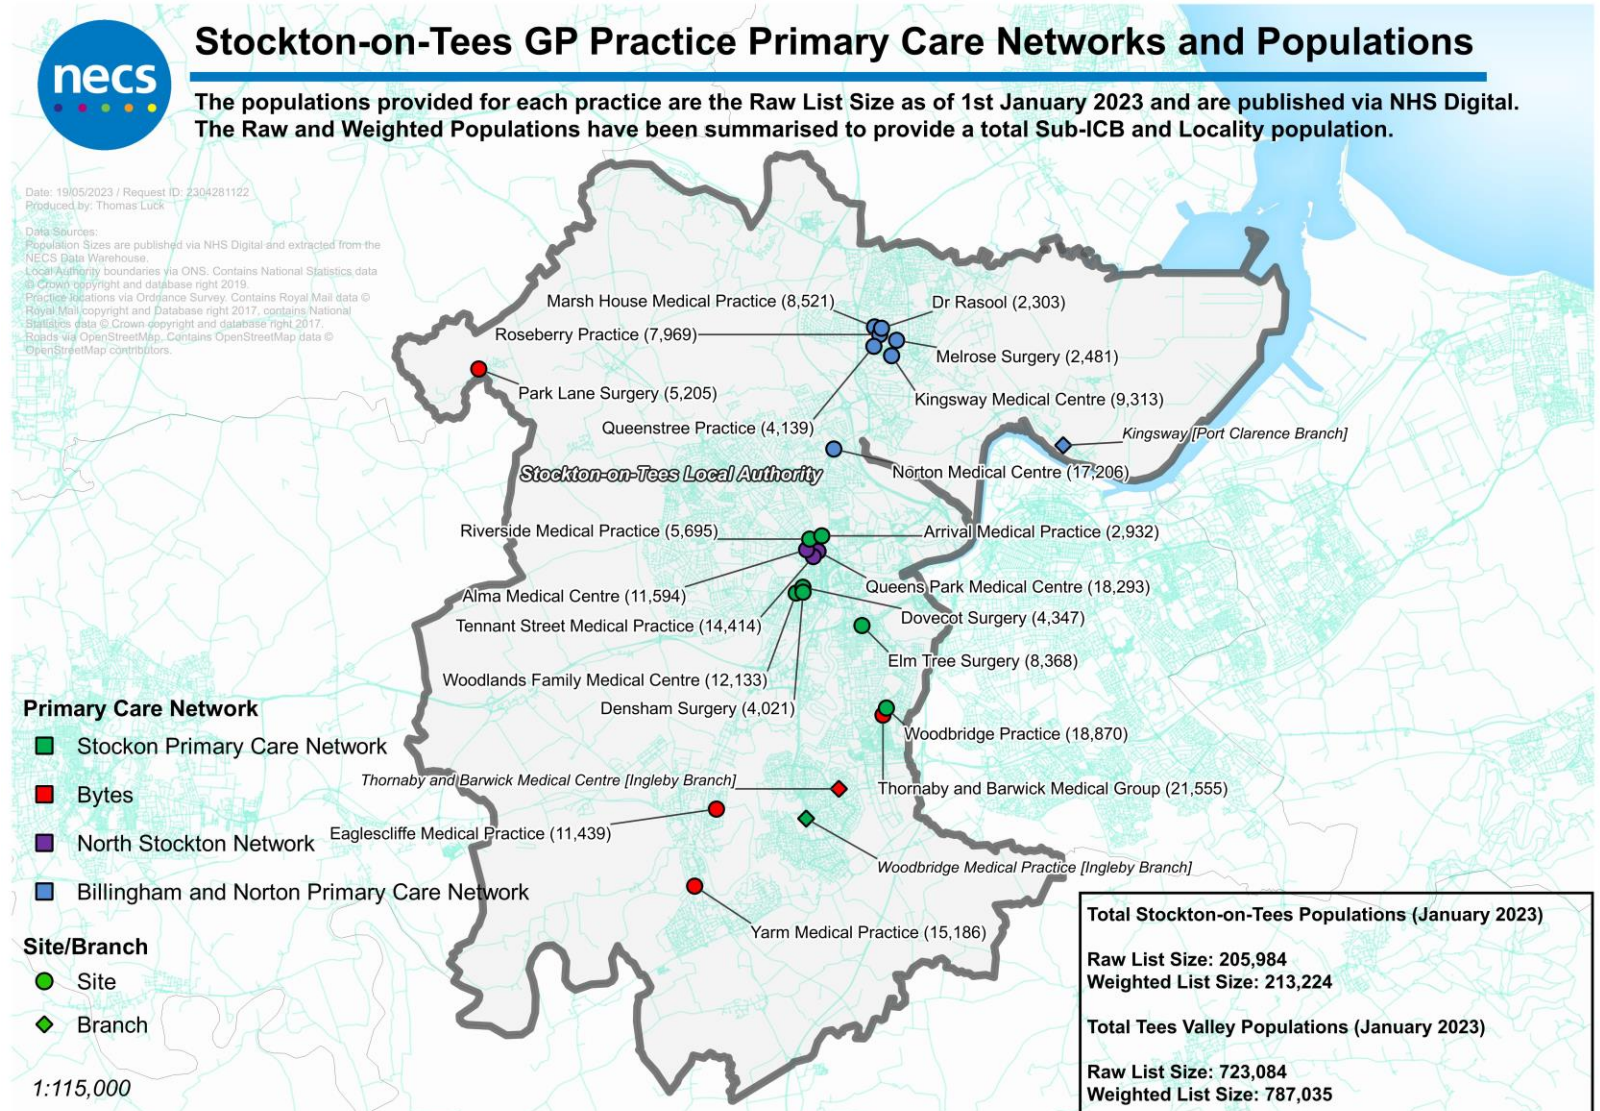 necs
Stockton-on-Tees GP Practice Primary Care Networks and Populations
The populations provided for each practice are the Raw List Size as of 1st January 2023 and are published via NHS Digital.
The Raw and Weighted Populations have been summarised to provide a total Sub-ICB and Locality population.
Date: 19/05/2023 / Request ID: 2304281122
Produced by: Thomas Luck
Data Sources:
Population Sizes are published via NHS Digital and extracted from the
NECS Data Warehouse.
Local Authority boundaries via ONS. Contains National Statistics data
© Crown copyright and database right 2019.
Practice locations via Ordnance Survey. Contains Royal Mail data ©
Royal Mail copyright and Database right 2017, contains National
Statistics data © Crown copyright and database right 2017.
Roads via OpenStreetMap. Contains OpenStreetMap data ©
OpenStreetMap contributors.
Marsh House Medical Practice (8,521)
Dr Rasool (2,303)
Roseberry Practice (7,969)
Melrose Surgery (2,481)
Park Lane Surgery (5,205)
Kingsway Medical Centre (9,313)
Queenstree Practice (4,139)
Kingsway [Port Clarence Branch]
Stockton-on-Tees Local Authority
Norton Medical Centre (17,206)
Riverside Medical Practice (5,695)
Arrival Medical Practice (2,932)
Alma Medical Centre (11,594)
Queens Park Medical Centre (18,293)
Tennant Street Medical Practice (14,414)
Dovecot Surgery (4,347)
Elm Tree Surgery (8,368)
Woodlands Family Medical Centre (12,133)
Densham Surgery (4,021)
Woodbridge Practice (18,870)
Thornaby and Barwick Medical Centre [Ingleby Branch]
Thornaby and Barwick Medical Group (21,555)
Eaglescliffe Medical Practice (11,439)
Woodbridge Medical Practice [Ingleby Branch]
Yarm Medical Practice (15,186)
Primary Care Network
Stockon Primary Care Network
Bytes
North Stockton Network
Billingham and Norton Primary Care Network
Site/Branch
Site
Branch
1:115,000
Total Stockton-on-Tees Populations (January 2023)
Raw List Size: 205,984
Weighted List Size: 213,224
Total Tees Valley Populations (January 2023)
Raw List Size: 723,084
Weighted List Size: 787,035